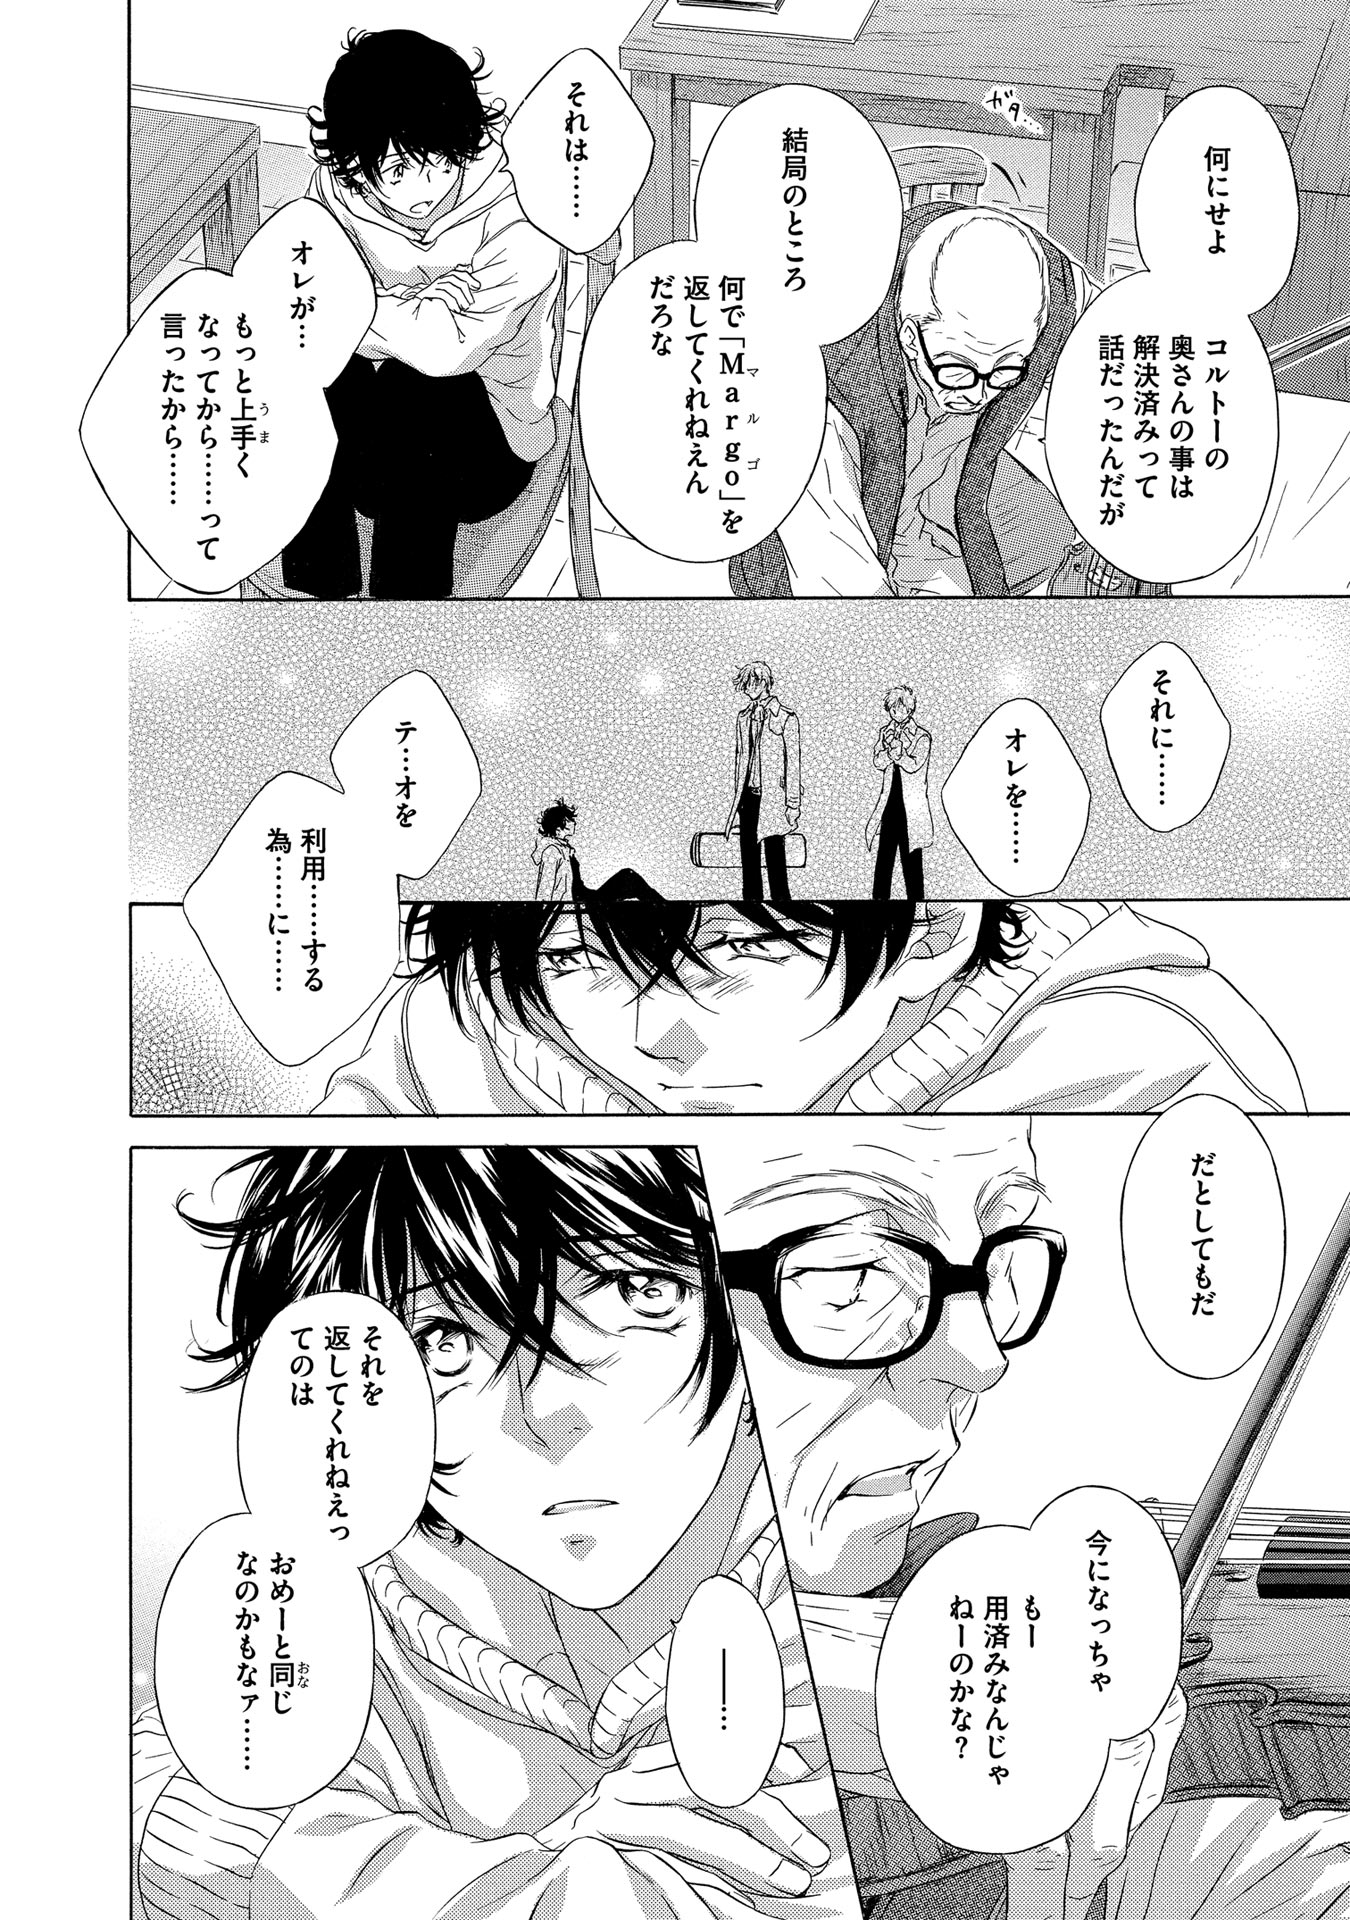 何にせよ
コルトーの
奥さんの事は
解決済みって
話だったんだが
ガタ…
結局のところ
何で「Margo」を
マルゴ
返してくれねえん
だろな
それは……
オレが…
もっと上手く
うま
なってから……って
言ったから……
それに……
オレを……
テ…オを
利用……する
為……に……
だとしてもだ
今になっちゃ
もー
用済みなんじゃ
ねーのかな?
――…
それを
返してくれねえっ
てのは
おめーと同じ
おな
なのかもなァ……